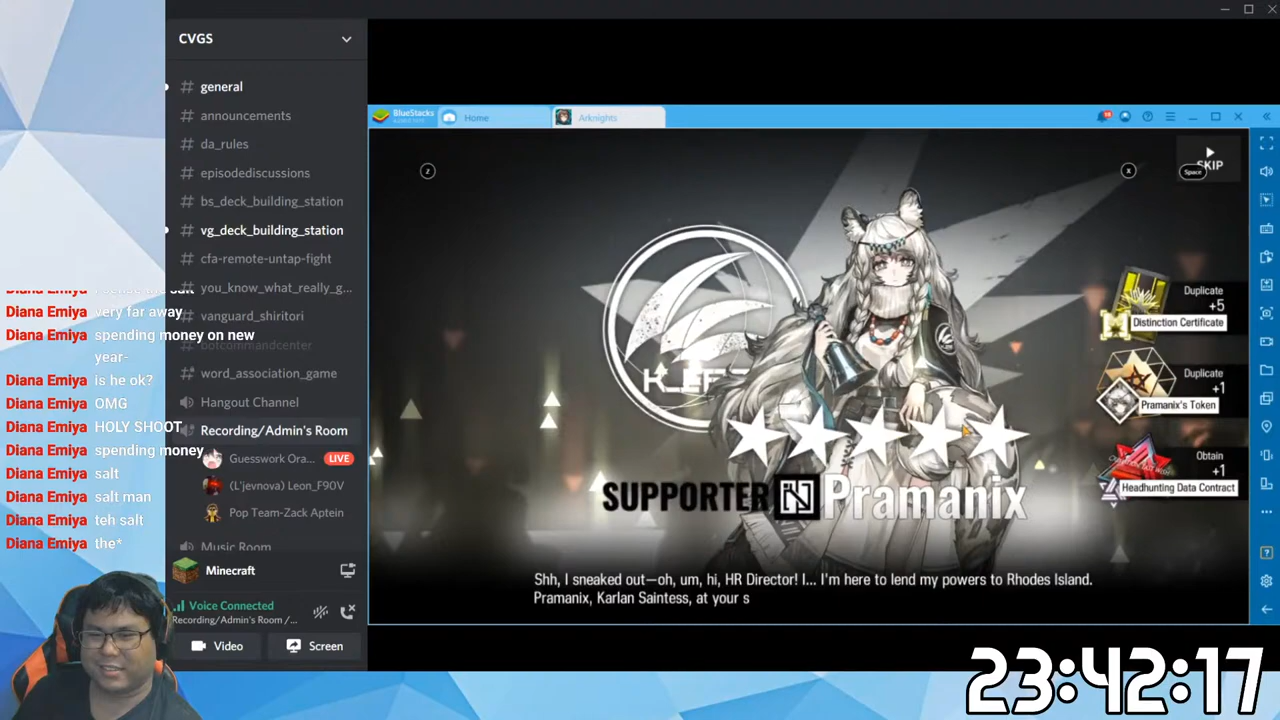 CVGS
general
announcements
da_rules
episodediscussions
bs_deck_building_station
vg_deck_building_station
cfa-remote-untap-fight
you_know_what_really_g...
vanguard_shiritori
botcommandcenter
word_association_game
Hangout Channel
Recording/Admin's Room
Guesswork Ora... LIVE
(L'jevnova) Leon_F90V
Pop Team-Zack Aptein
Music Room
Minecraft
Voice Connected
Recording/Admin's Room /...
Video
Screen
Diana Emiya
Diana Emiya very far away
Diana Emiya spending money on new
year-
Diana Emiya is he ok?
Diana Emiya OMG
Diana Emiya HOLY SHOOT
Diana Emiya spending money
Diana Emiya salt
Diana Emiya salt man
Diana Emiya teh salt
Diana Emiya the*
BlueStacks
Home
Arknights
Z
X
SKIP
Space
Duplicate
+5
Distinction Certificate
Duplicate
+1
Pramanix's Token
Obtain
+1
Headhunting Data Contract
SUPPORTER Pramanix
Shh, I sneaked out—oh, um, hi, HR Director! I... I'm here to lend my powers to Rhodes Island.
Pramanix, Karlan Saintess, at your s
23:42:17